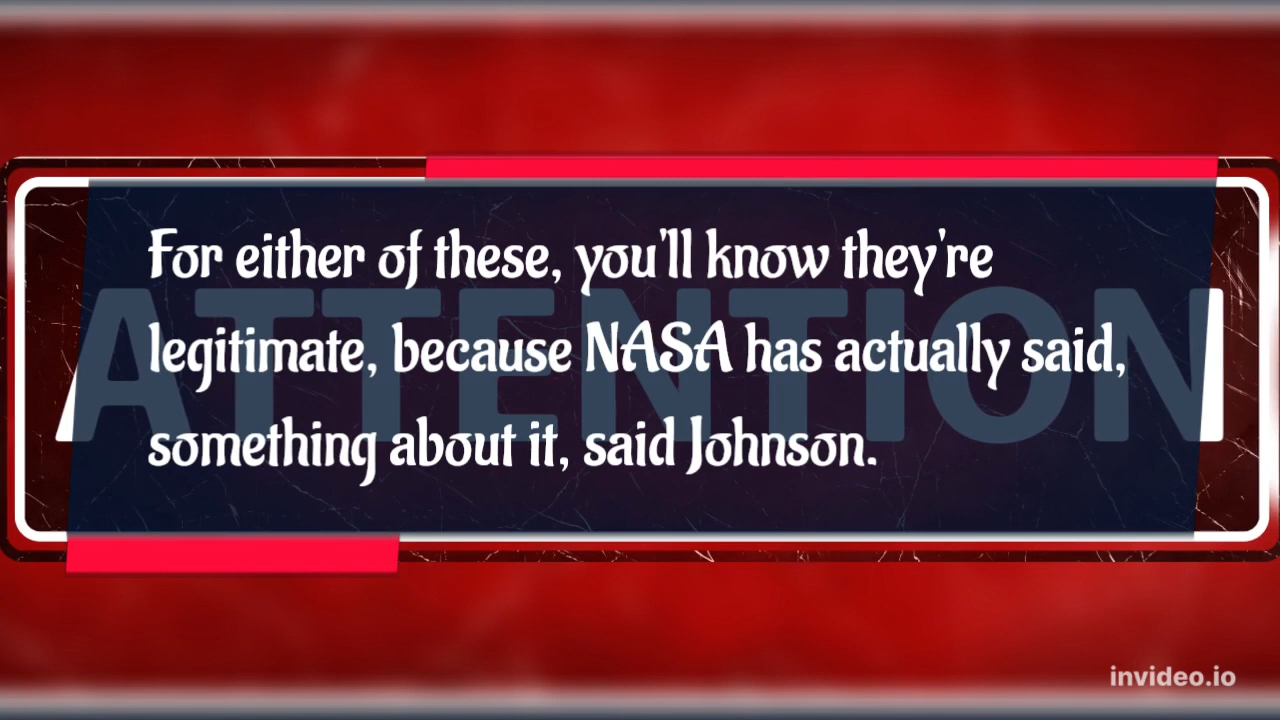 For either of these, you'll know they're
legitimate, because NASA has actually said,
something about it, said Johnson.
ATTENTION
invideo.io